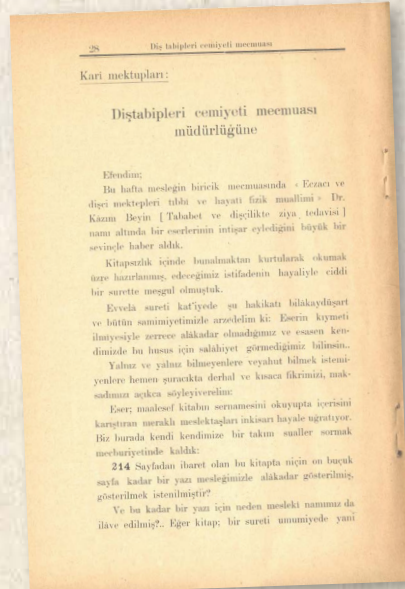 28 Diş tabipleri cemiyeti mecmuası
Kari mektupları:
Diştabipleri cemiyeti mecmuası
müdürlüğüne
Efendim;
Bu hafta mesleğin biricik mecmuasında « Eczacı ve
dişci mektepleri tıbbi ve hayati fizik muallimi » Dr.
Kâzım Beyin [ Tababet ve dişçilikte ziya tedavisi ]
namı altında bir eserlerinin intişar eylediğini büyük bir
sevinçle haber aldık.
Kitapsızlık içinde bunalmaktan kurtularak okumak
üzre hazırlanmış, edeceğimiz istifadenin hayaliyle ciddi
bir surette meşgul olmuştuk.
Evvelâ sureti kat'iyede şu hakikatı bilâkaydüşart
ve bütün samimiyetimizle arzedelim ki: Eserin kıymeti
ilmiyesiyle zerrece alâkadar olmadığımız ve esasen ken-
dimizde bu husus için salâhiyet görmediğimiz bilinsin..
Yalnız ve yalnız bilmeyenlere veyahut bilmek istemi-
yenlere hemen şuracıkta derhal ve kısaca fikrimizi, mak-
sadımızı açıkca söyleyiverelim:
Eser; maalesef kitabın sernamesini okuyupta içerisini
karıştıran meraklı meslektaşları inkisarı hayale uğratıyor.
Biz burada kendi kendimize bir takım sualler sormak
mecburiyetinde kaldık:
214 Sayfadan ibaret olan bu kitapta niçin on buçuk
sayfa kadar bir yazı mesleğimizle alâkadar gösterilmiş,
gösterilmek istenilmiştir?
Ve bu kadar bir yazı için neden mesleki namımız da
ilâve edilmiş?.. Eğer kitap; bir sureti umumiyede yani